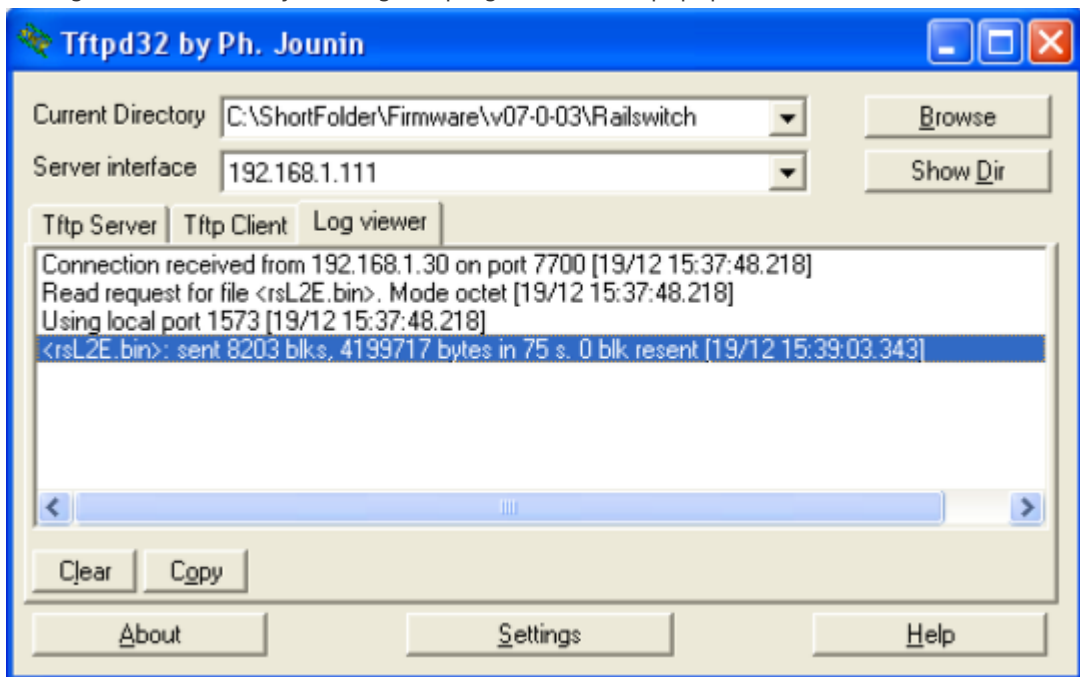 Tftpd32 by Ph. Jounin
Current Directory C:\ShortFolder\Firmware\v07-0-03\Railswitch Browse
Server interface 192.168.1.111 Show Dir
Tftp Server Tftp Client Log viewer
Connection received from 192.168.1.30 on port 7700 [19/12 15:37:48.218]
Read request for file <rsL2E.bin>. Mode octet [19/12 15:37:48.218]
Using local port 1573 [19/12 15:37:48.218]
<rsL2E.bin>: sent 8203 blks, 4199717 bytes in 75 s. 0 blk resent [19/12 15:39:03.343]
Clear Copy
About Settings Help